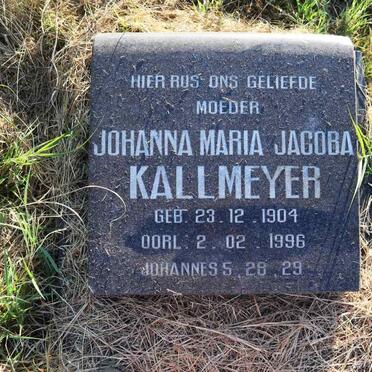 HIER RUS ONS GELIEFDE
MOEDER
JOHANNA MARIA JACOBA
KALLMEYER
GEB. 23. 12. 1904
OORL. 2. 02. 1996
JOHANNES 5. 28. 29